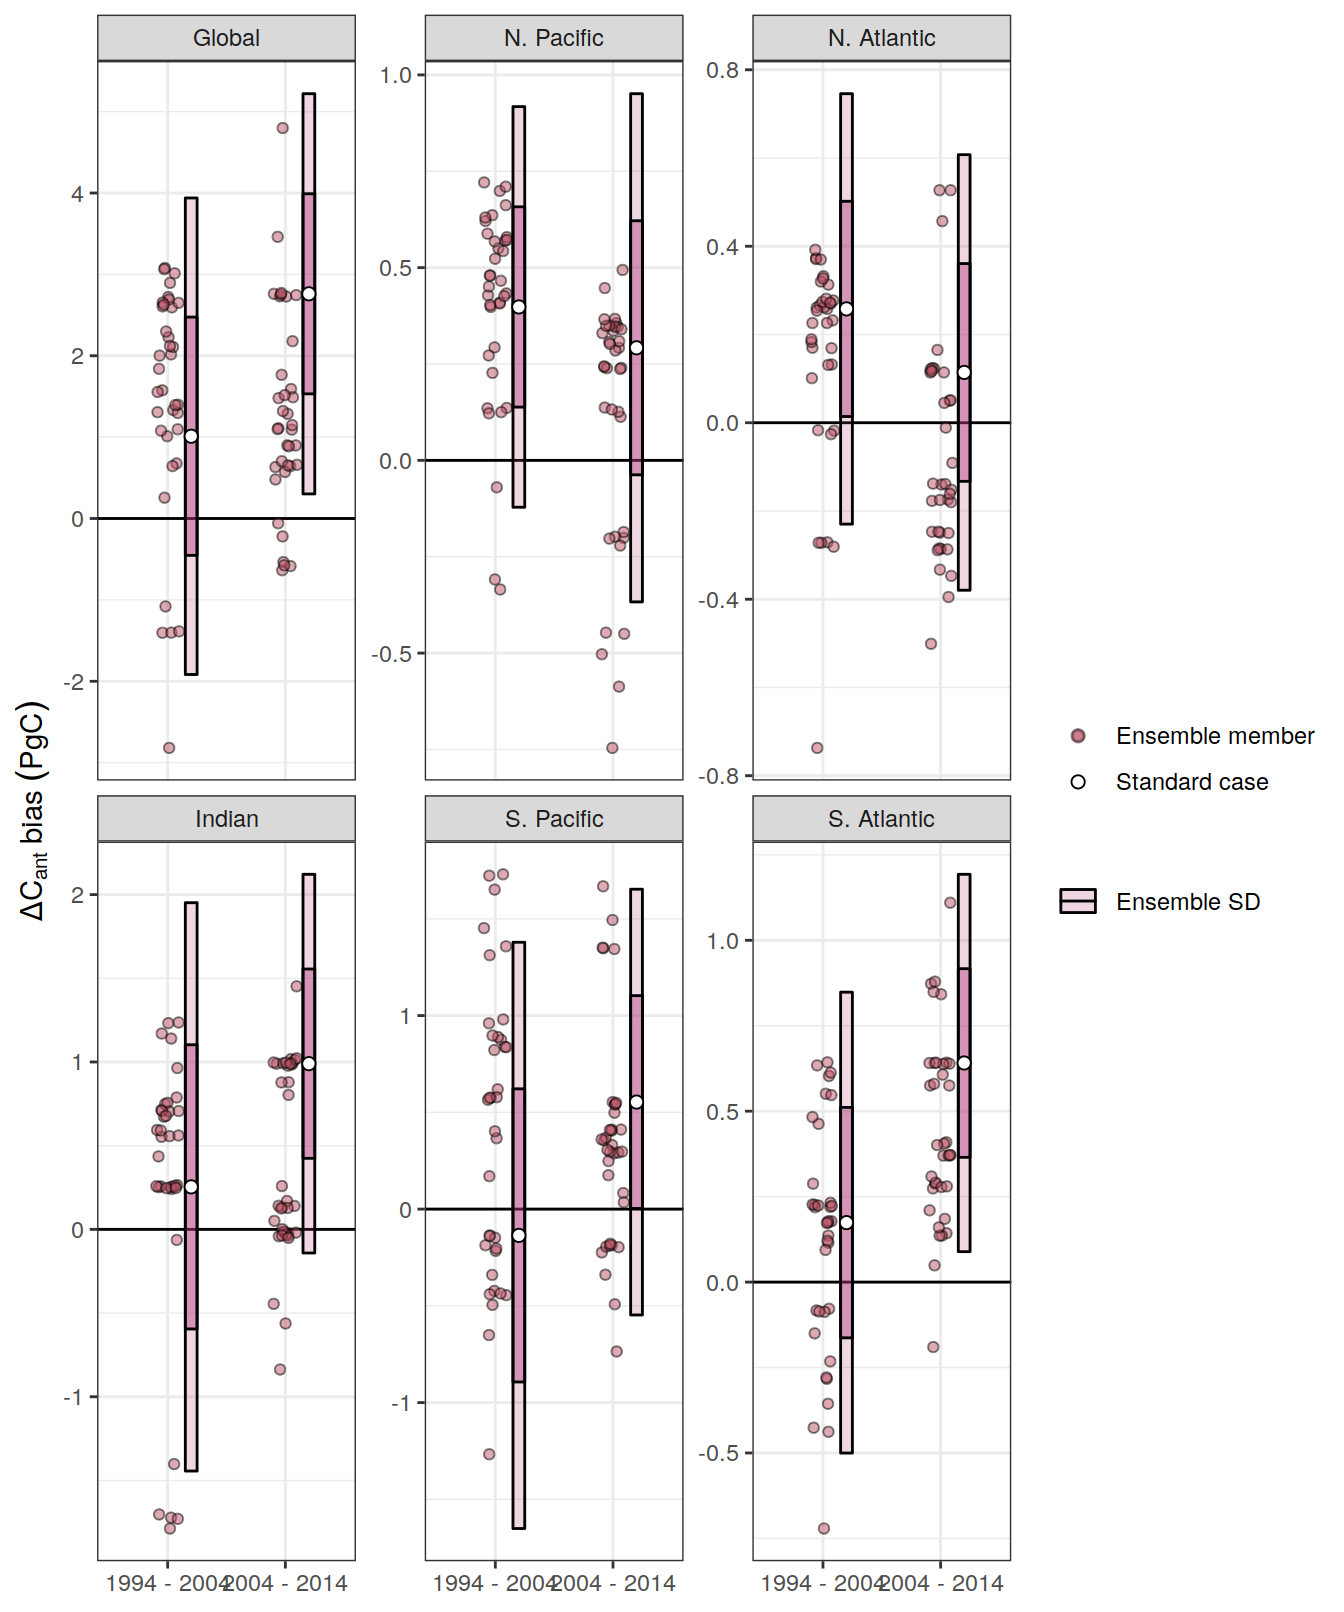 Global
N. Pacific
N. Atlantic
4
2
0
-2
1.0
0.5
0.0
-0.5
0.8
0.4
0.0
-0.4
-0.8
ΔCant bias (PgC)
Indian
S. Pacific
S. Atlantic
2
1
0
-1
1
0
-1
1.0
0.5
0.0
-0.5
1994 - 2004
2004 - 2014
1994 - 2004
2004 - 2014
1994 - 2004
2004 - 2014
Ensemble member
Standard case
Ensemble SD